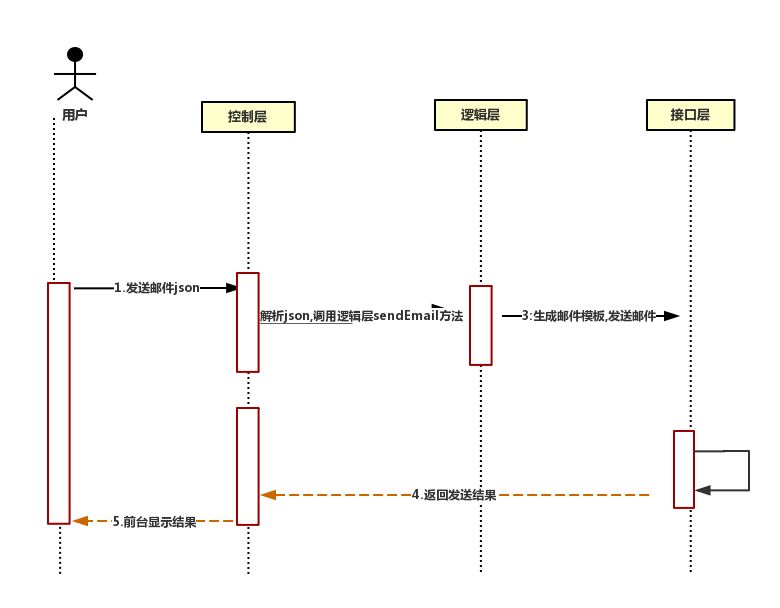 用户
控制层
逻辑层
接口层
1.发送邮件json
解析json,调用逻辑层sendEmail方法
3:生成邮件模板,发送邮件
4.返回发送结果
5.前台显示结果